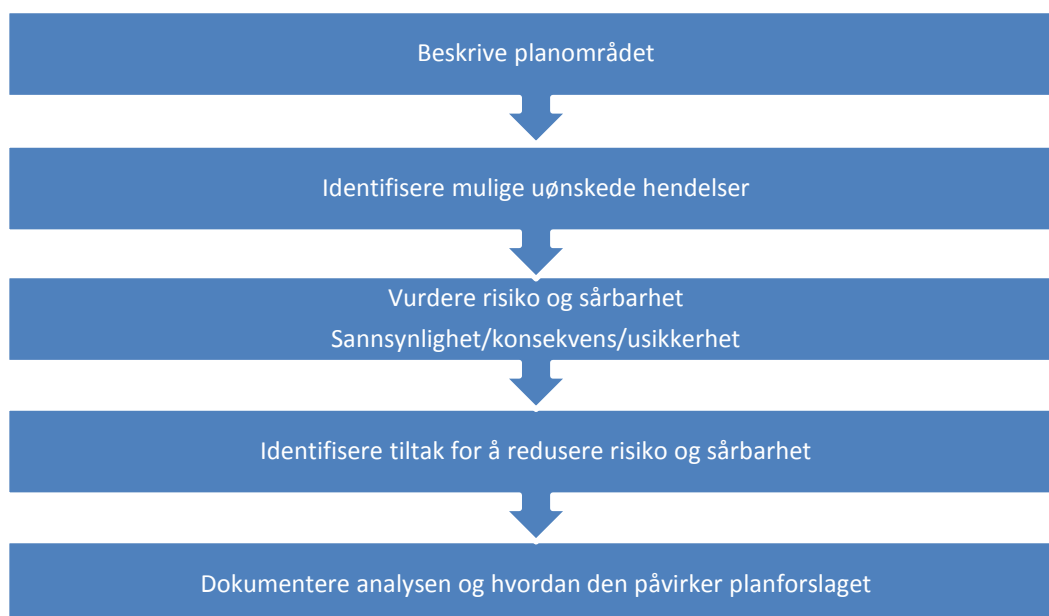 Beskrive planområdet
Identifisere mulige uønskede hendelser
Vurdere risiko og sårbarhet
Sannsynlighet/konsekvens/usikkerhet
Identifisere tiltak for å redusere risiko og sårbarhet
Dokumentere analysen og hvordan den påvirker planforslaget